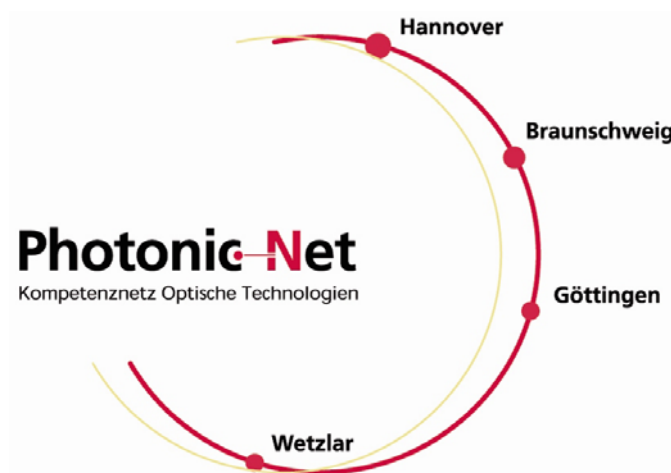 Hannover
Braunschweig
Photonic Net
Kompetenznetz Optische Technologien
Göttingen
Wetzlar